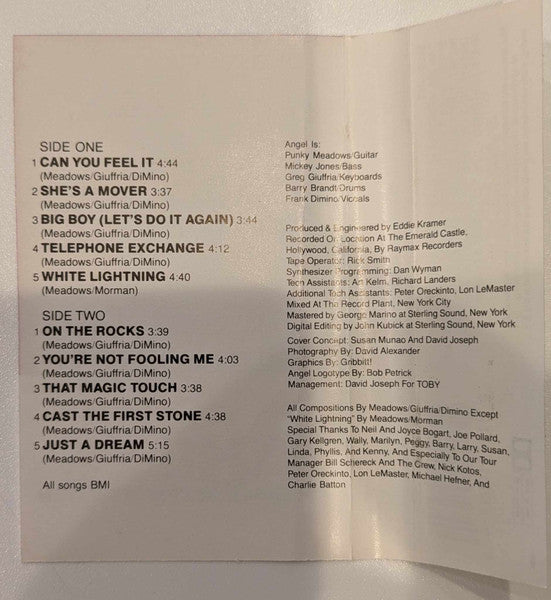 SIDE ONE
1 CAN YOU FEEL IT 4:44
(Meadows/Giuffria/DiMino)
2 SHE'S A MOVER 3:37
(Meadows/Giuffria/DiMino)
3 BIG BOY (LET'S DO IT AGAIN) 3:44
(Meadows/Giuffria/DiMino)
4 TELEPHONE EXCHANGE 4:12
(Meadows/Giuffria/DiMino)
5 WHITE LIGHTNING 4:40
(Meadows/Morman)
SIDE TWO
1 ON THE ROCKS 3:39
(Meadows/Giuffria/DiMino)
2 YOU'RE NOT FOOLING ME 4:03
(Meadows/Giuffria/DiMino)
3 THAT MAGIC TOUCH 3:38
(Meadows/Giuffria/DiMino)
4 CAST THE FIRST STONE 4:38
(Meadows/Giuffria/DiMino)
5 JUST A DREAM 5:15
(Meadows/Giuffria/DiMino)
All songs BMI
Angel Is:
Punky Meadows/Guitar
Mickey Jones/Bass
Greg Giuffria/Keyboards
Barry Brandt/Drums
Frank Dimino/Vocals
Produced & Engineered by Eddie Kramer
Recorded On Location At The Emerald Castle,
Hollywood, California, By Raymax Recorders
Tape Operator: Rick Smith
Synthesizer Programming: Dan Wyman
Tech Assistants: Art Kelm, Richard Landers
Additional Tech Assistants: Peter Oreckinto, Lon LeMaster
Mixed At The Record Plant, New York City
Mastered by George Marino at Sterling Sound, New York
Digital Editing by John Kubick at Sterling Sound, New York
Cover Concept: Susan Munao And David Joseph
Photography By: David Alexander
Graphics By: Gribbitt!
Angel Logotype By: Bob Petrick
Management: David Joseph For TOBY
All Compositions By Meadows/Giuffria/Dimino Except
"White Lightning" By Meadows/Morman
Special Thanks To Neil And Joyce Bogart, Joe Pollard,
Gary Kellgren, Wally, Marilyn, Peggy, Barry, Larry, Susan,
Linda, Phyllis, And Kenny, And Especially To Our Tour
Manager Bill Schereck And The Crew, Nick Kotos,
Peter Oreckinto, Lon LeMaster, Michael Hefner, And
Charlie Batton